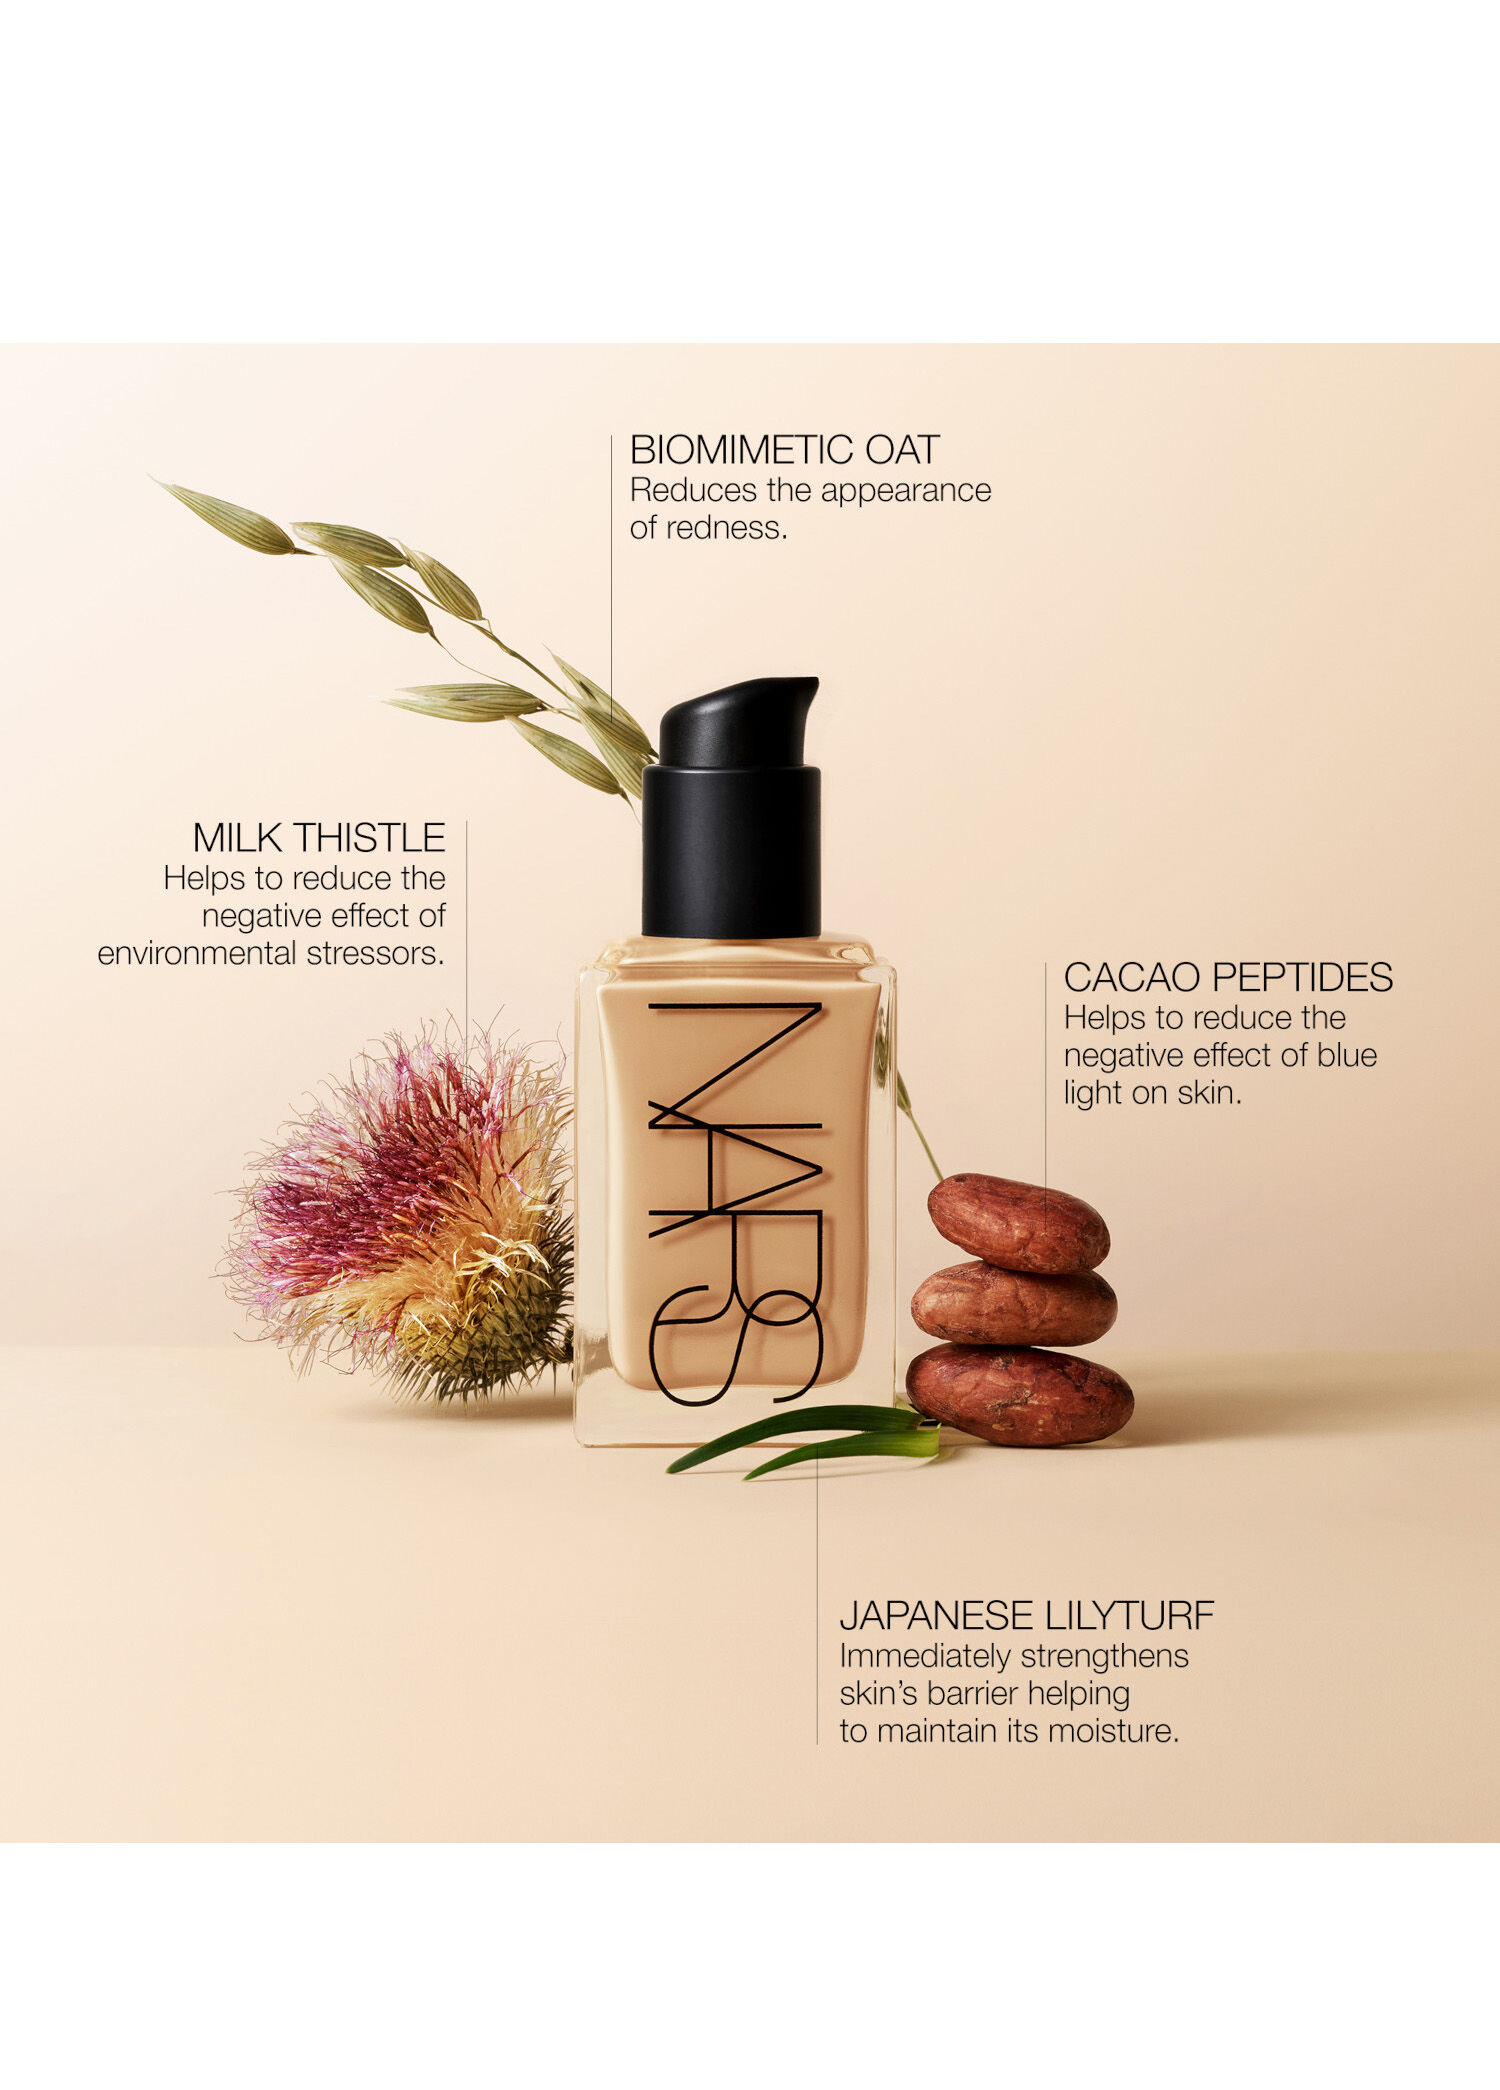 BIOMIMETIC OAT
Reduces the appearance
of redness.
MILK THISTLE
Helps to reduce the
negative effect of
environmental stressors.
CACAO PEPTIDES
Helps to reduce the
negative effect of blue
light on skin.
NARS
JAPANESE LILYTURF
Immediately strengthens
skin’s barrier helping
to maintain its moisture.